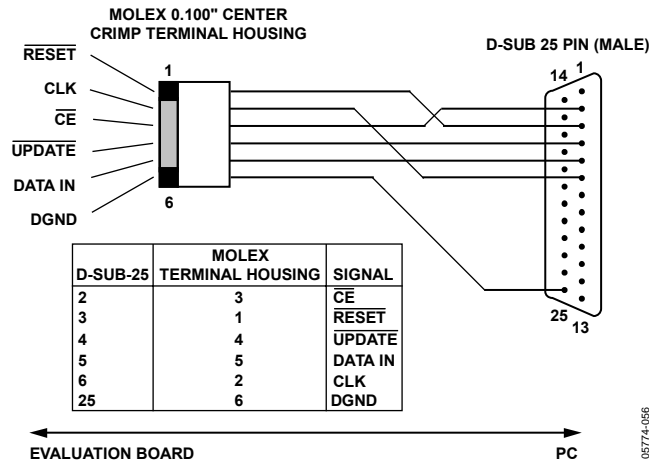 MOLEX 0.100" CENTER
CRIMP TERMINAL HOUSING
D-SUB 25 PIN (MALE)
RESET
CLK
CE
UPDATE
DATA IN
DGND
1
6
14 1
25
13
D-SUB-25 MOLEX TERMINAL HOUSING SIGNAL
2 3 CE
3 1 RESET
4 4 UPDATE
5 5 DATA IN
6 2 CLK
25 6 DGND
EVALUATION BOARD PC
05774-056